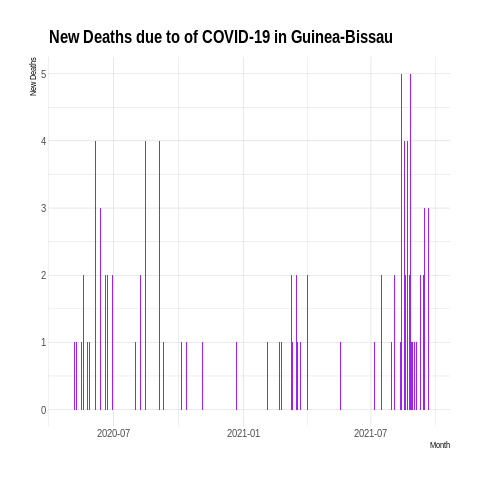 New Deaths due to of COVID-19 in Guinea-Bissau
New Deaths
5
4
3
2
1
0
2020-07 2021-01 2021-07
Month